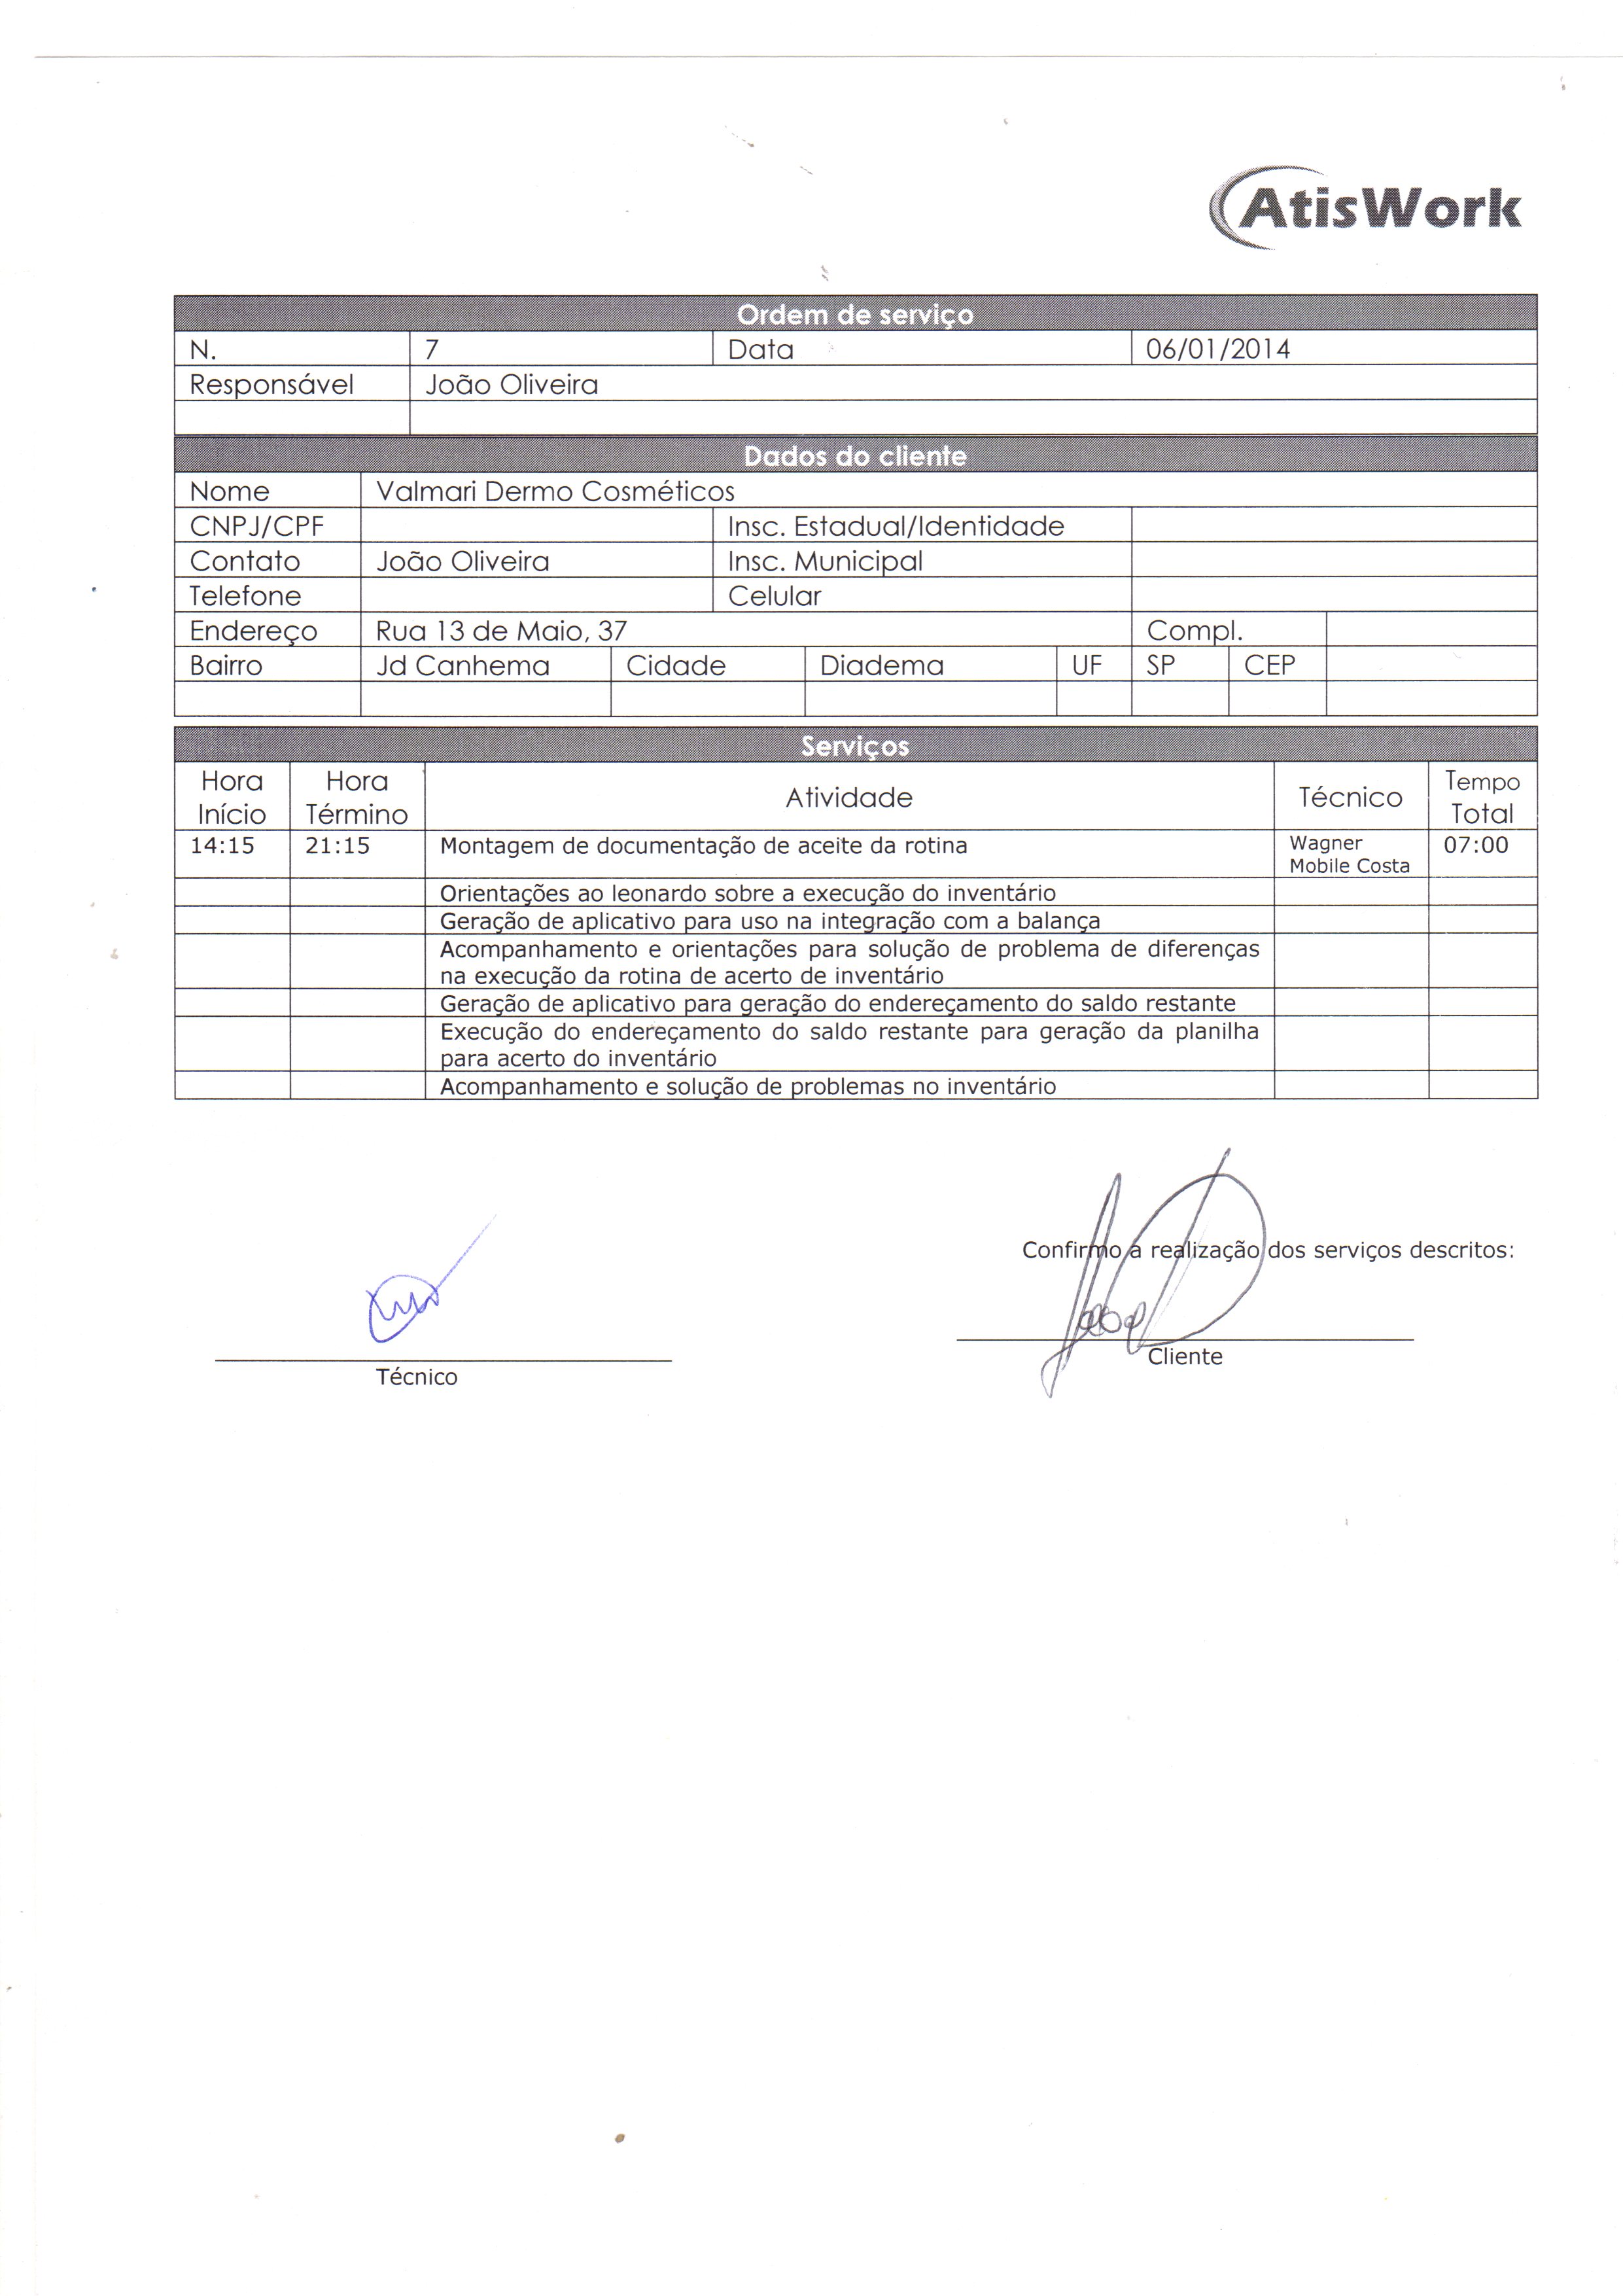 AtisWork
Ordem de serviço
N. 7 Data 06/01/2014
Responsável João Oliveira
Dados do cliente
Nome Valmari Dermo Cosméticos
CNPJ/CPF Insc. Estadual/Identidade
Contato João Oliveira Insc. Municipal
Telefone Celular
Endereço Rua 13 de Maio, 37 Compl.
Bairro Jd Canhema Cidade Diadema UF SP CEP
Serviços
Hora Início Hora Término Atividade Técnico Tempo Total
14:15 21:15 Montagem de documentação de aceite da rotina Wagner Mobile Costa 07:00
Orientações ao leonardo sobre a execução do inventário
Geração de aplicativo para uso na integração com a balança
Acompanhamento e orientações para solução de problema de diferenças
na execução da rotina de acerto de inventário
Geração de aplicativo para geração do endereçamento do saldo restante
Execução do endereçamento do saldo restante para geração da planilha
para acerto do inventário
Acompanhamento e solução de problemas no inventário
Confirmo a realização dos serviços descritos:
Cliente
Técnico